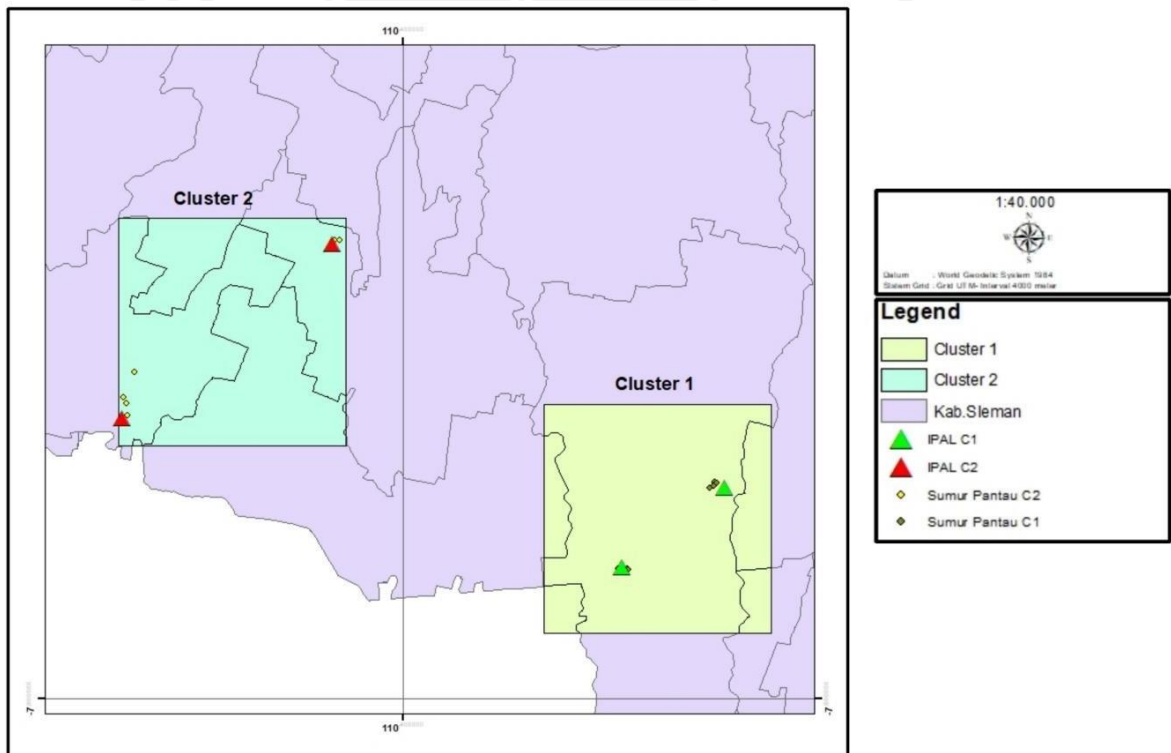 110
Cluster 2
Cluster 1
-7
-7
110
1:40.000
N
W
E
S
Datum : World Geodetic System 1984
Sistem Grid : Grid UTM- Interval 4000 meter
Legend
Cluster 1
Cluster 2
Kab.Sleman
IPAL C1
IPAL C2
Sumur Pantau C2
Sumur Pantau C1